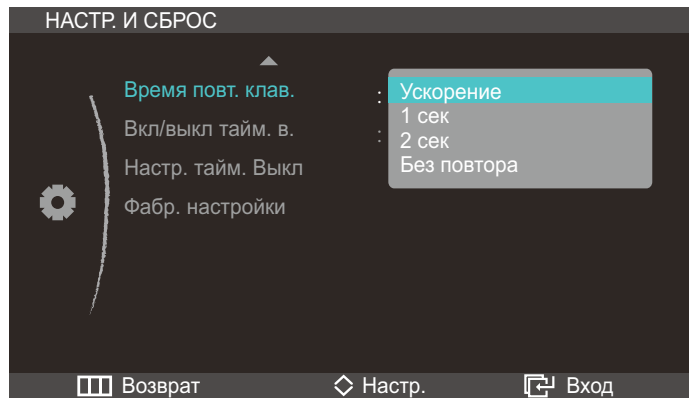 НАСТР. И СБРОС
Время повт. клав. : Ускорение
1 сек
Вкл/выкл тайм. в. : 2 сек
Настр. тайм. Выкл Без повтора
Фабр. настройки
Возврат Настр. Вход